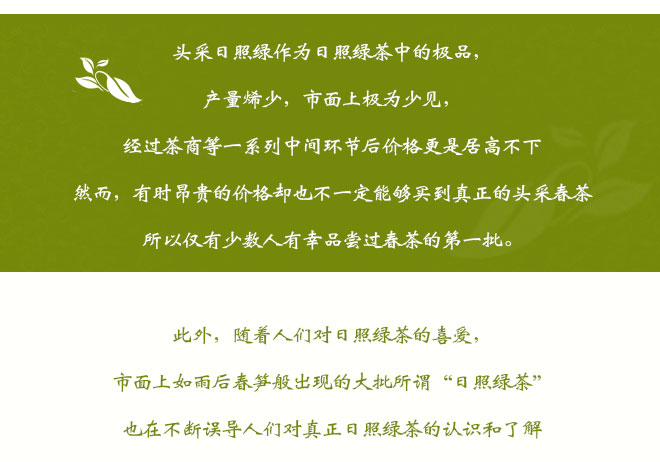 头采日照绿作为日照绿茶中的极品，
产量烯少，市面上极为少见，
经过茶商等一系列中间环节后价格更是居高不下
然而，有时昂贵的价格却也不一定能够买到真正的头采春茶
所以仅有少数人有幸品尝过春茶的第一批。
此外，随着人们对日照绿茶的喜爱，
市面上如雨后春笋般出现的大批所谓“日照绿茶”
也在不断误导人们对真正日照绿茶的认识和了解